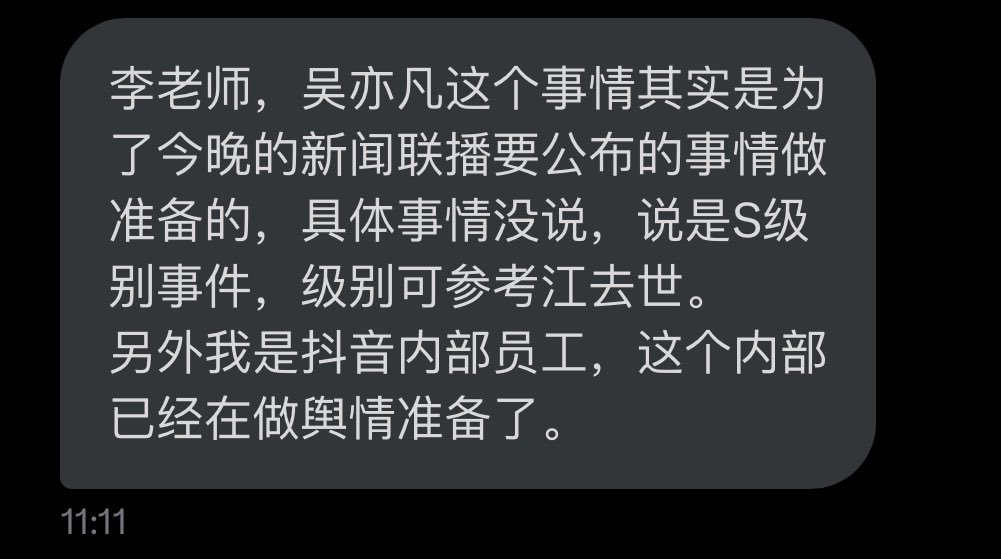 李老师，吴亦凡这个事情其实是为
了今晚的新闻联播要公布的事情做
准备的，具体事情没说，说是S级
别事件，级别可参考江去世。
另外我是抖音内部员工，这个内部
已经在做舆情准备了。
11:11